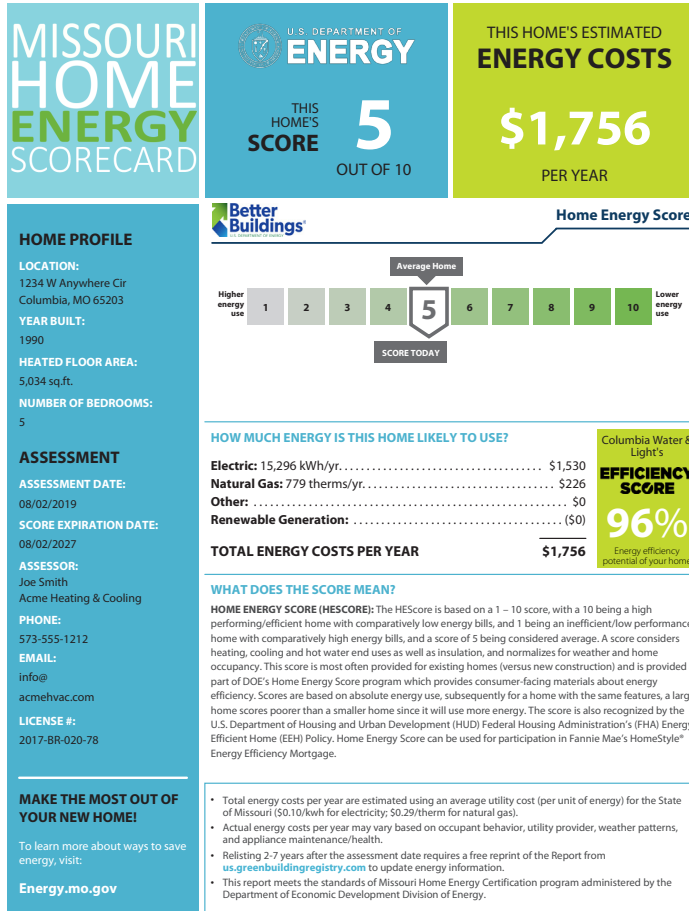 MISSOURI
HOME
ENERGY
SCORECARD
U.S. DEPARTMENT OF
ENERGY
THIS
HOME'S
SCORE
5
OUT OF 10
THIS HOME'S ESTIMATED
ENERGY COSTS
$1,756
PER YEAR
HOME PROFILE
LOCATION:
1234 W Anywhere Cir
Columbia, MO 65203
YEAR BUILT:
1990
HEATED FLOOR AREA:
5,034 sq.ft.
NUMBER OF BEDROOMS:
5
ASSESSMENT
ASSESSMENT DATE:
08/02/2019
SCORE EXPIRATION DATE:
08/02/2027
ASSESSOR:
Joe Smith
Acme Heating & Cooling
PHONE:
573-555-1212
EMAIL:
info@
acmehvac.com
LICENSE #:
2017-BR-020-78
MAKE THE MOST OUT OF
YOUR NEW HOME!
To learn more about ways to save
energy, visit:
Energy.mo.gov
Better
Buildings®
U.S. DEPARTMENT OF ENERGY
Home Energy Score
Average Home
Higher
energy
use
1 2 3 4 5 6 7 8 9 10
Lower
energy
use
SCORE TODAY
HOW MUCH ENERGY IS THIS HOME LIKELY TO USE?
Electric: 15,296 kWh/yr. . . . . . . . . . . . . . . . . . . . . . . . . . . . . . . . . . . . . . $1,530
Natural Gas: 779 therms/yr. . . . . . . . . . . . . . . . . . . . . . . . . . . . . . . . . . . $226
Other: . . . . . . . . . . . . . . . . . . . . . . . . . . . . . . . . . . . . . . . . . . . . . . . . . . . $0
Renewable Generation: . . . . . . . . . . . . . . . . . . . . . . . . . . . . . . . . . . . ($0)
TOTAL ENERGY COSTS PER YEAR $1,756
Columbia Water &
Light's
EFFICIENCY
SCORE
96%
Energy efficiency
potential of your home
WHAT DOES THE SCORE MEAN?
HOME ENERGY SCORE (HESCORE): The HEScore is based on a 1 – 10 score, with a 10 being a high
performing/efficient home with comparatively low energy bills, and 1 being an inefficient/low performance
home with comparatively high energy bills, and a score of 5 being considered average. A score considers
heating, cooling and hot water end uses as well as insulation, and normalizes for weather and home
occupancy. This score is most often provided for existing homes (versus new construction) and is provided
part of DOE's Home Energy Score program which provides consumer-facing materials about energy
efficiency. Scores are based on absolute energy use, subsequently for a home with the same features, a larg
home scores poorer than a smaller home since it will use more energy. The score is also recognized by the
U.S. Department of Housing and Urban Development (HUD) Federal Housing Administration's (FHA) Energy
Efficient Home (EEH) Policy. Home Energy Score can be used for participation in Fannie Mae's HomeStyle®
Energy Efficiency Mortgage.
• Total energy costs per year are estimated using an average utility cost (per unit of energy) for the State
of Missouri ($0.10/kwh for electricity; $0.29/therm for natural gas).
• Actual energy costs per year may vary based on occupant behavior, utility provider, weather patterns,
and appliance maintenance/health.
• Relisting 2-7 years after the assessment date requires a free reprint of the Report from
us.greenbuildingregistry.com to update energy information.
• This report meets the standards of Missouri Home Energy Certification program administered by the
Department of Economic Development Division of Energy.